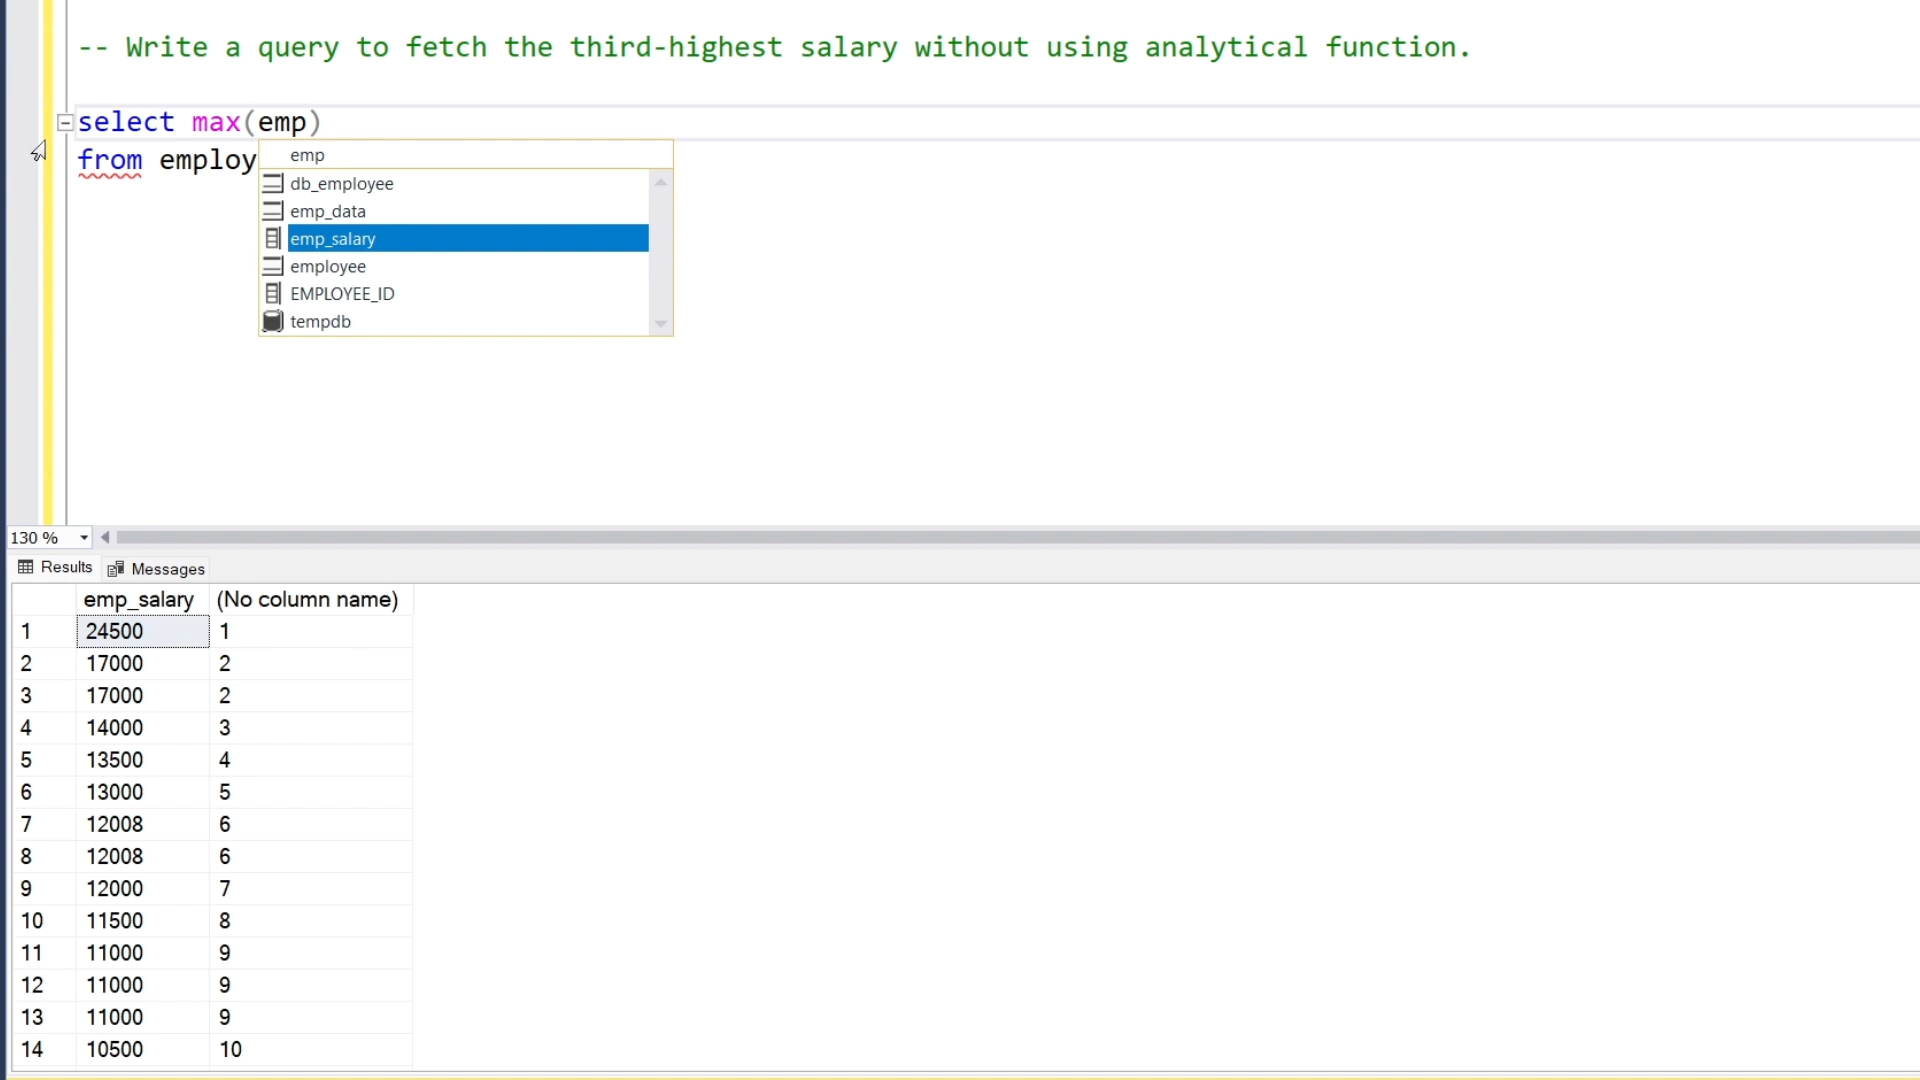 -- Write a query to fetch the third-highest salary without using analytical function.
select max(emp)
from employ
emp
db_employee
emp_data
emp_salary
employee
EMPLOYEE_ID
tempdb
130 %
Results Messages
emp_salary (No column name)
1 24500 1
2 17000 2
3 17000 2
4 14000 3
5 13500 4
6 13000 5
7 12008 6
8 12008 6
9 12000 7
10 11500 8
11 11000 9
12 11000 9
13 11000 9
14 10500 10